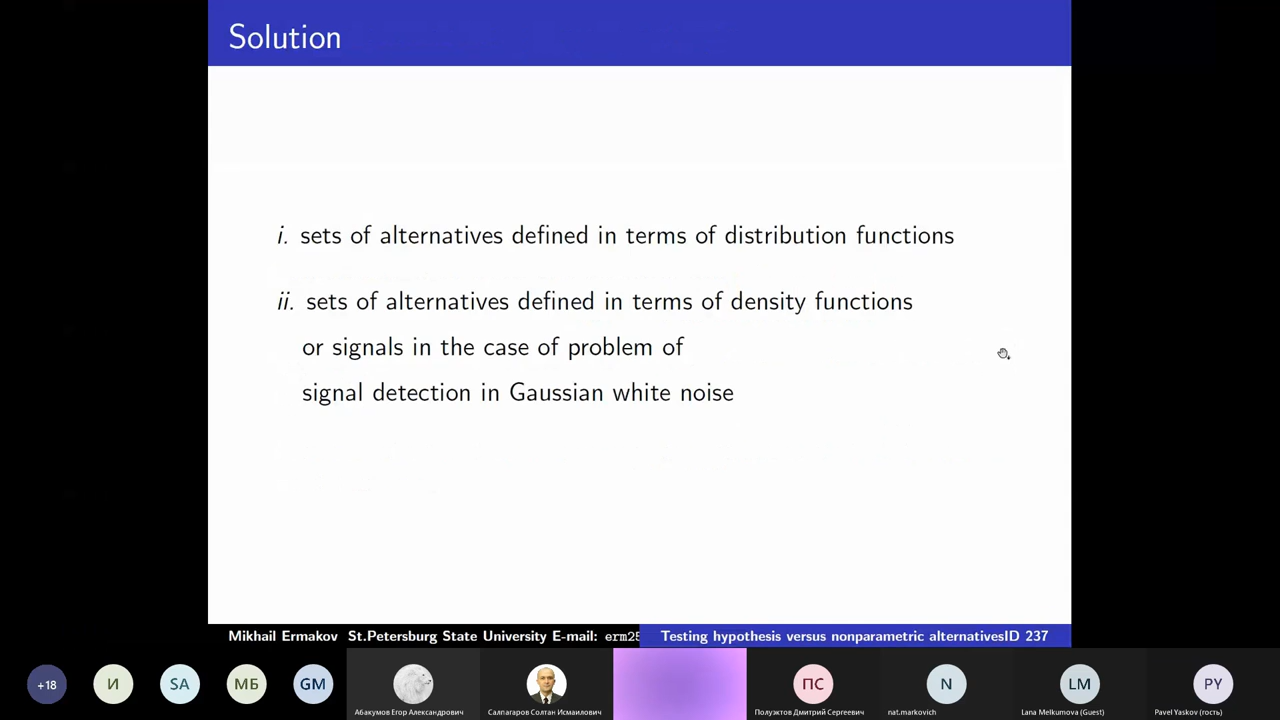 Solution
i. sets of alternatives defined in terms of distribution functions
ii. sets of alternatives defined in terms of density functions
or signals in the case of problem of
signal detection in Gaussian white noise
Mikhail Ermakov St.Petersburg State University E-mail: erm25
Testing hypothesis versus nonparametric alternativesID 237
+18
И
SA
МБ
GM
ПС
N
LM
PY
Абакумов Егор Александрович
Салпагаров Солтан Исмаилович
Полуэктов Дмитрий Сергеевич
nat.markovich
Lana Melkumova (Guest)
Pavel Yaskov (гость)